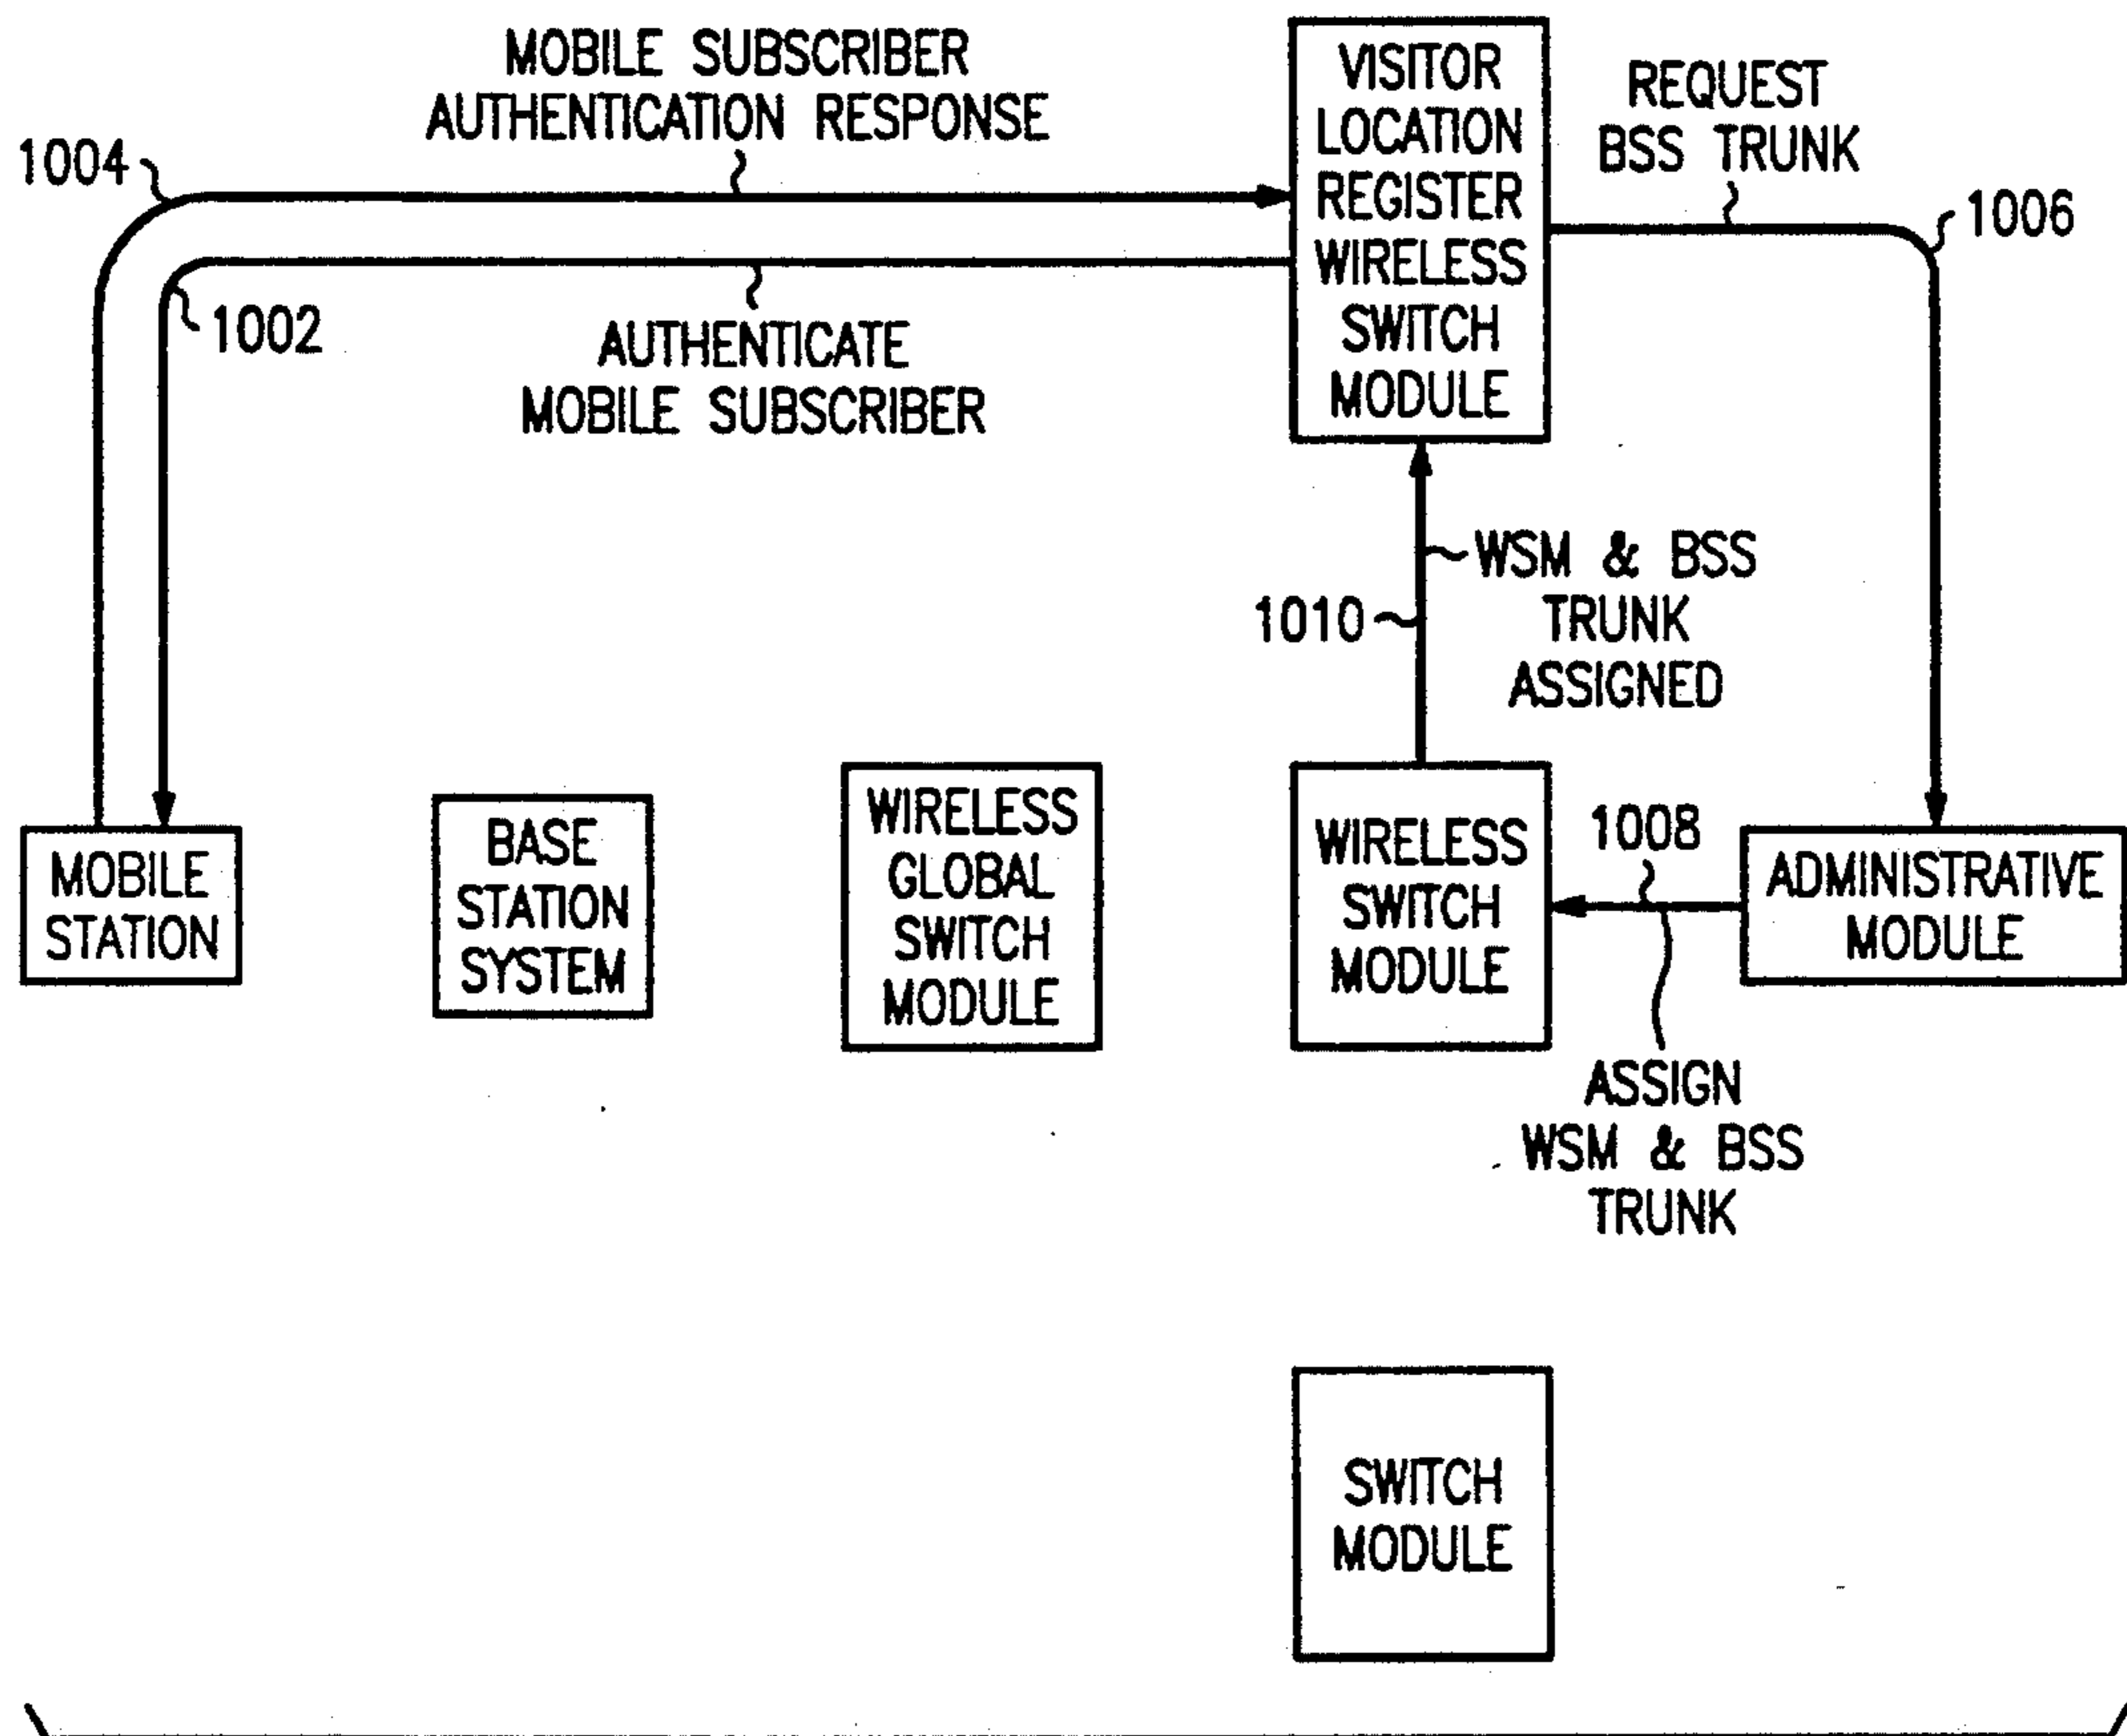 MOBILE SUBSCRIBER
AUTHENTICATION RESPONSE
1004
1002
AUTHENTICATE
MOBILE SUBSCRIBER
VISITOR
LOCATION
REGISTER
WIRELESS
SWITCH
MODULE
REQUEST
BSS TRUNK
1006
WSM & BSS
TRUNK
ASSIGNED
1010
MOBILE
STATION
BASE
STATION
SYSTEM
WIRELESS
GLOBAL
SWITCH
MODULE
WIRELESS
SWITCH
MODULE
1008
ADMINISTRATIVE
MODULE
ASSIGN
WSM & BSS
TRUNK
SWITCH
MODULE